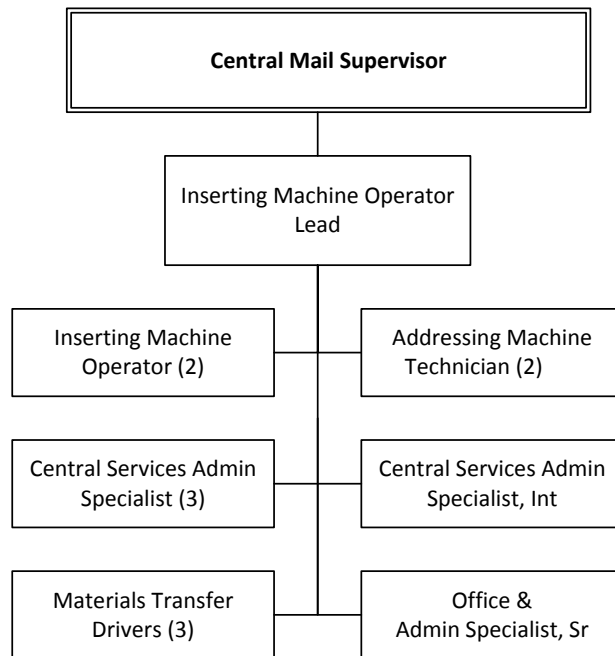 Central Mail Supervisor
Inserting Machine Operator
Lead
Inserting Machine
Operator (2)
Addressing Machine
Technician (2)
Central Services Admin
Specialist (3)
Central Services Admin
Specialist, Int
Materials Transfer
Drivers (3)
Office &
Admin Specialist, Sr